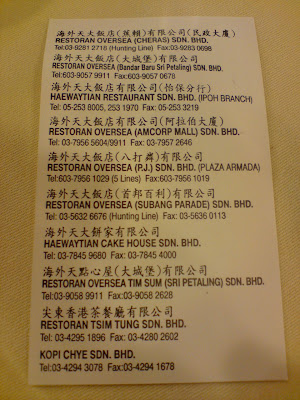 海外天大飯店(蕉賴)有限公司(民政大廈)
RESTORAN OVERSEA (CHERAS) SDN. BHD.
Tel:03-9281 2718 (Hunting Line) Fax:03-9283 0698
海外天大飯店(大城堡)有限公司
RESTORAN OVERSEA (Bandar Baru Sri Petaling) SDN. BHD.
Tel:603-9057 9911 Fax:603-9057 0678
海外天大飯店有限公司(怡保分行)
HAEWAYTIAN RESTAURANT SDN. BHD. (IPOH BRANCH)
Tel: 05-253 8005, 253 1970 Fax: 05-253 3219
海外天大飯店有限公司(阿拉伯大廈)
RESTORAN OVERSEA (AMCORP MALL) SDN. BHD.
Tel: 03-7956 5604/9911 Fax: 03-7957 2646
海外天大飯店(八打靈)有限公司
RESTORAN OVERSEA (P.J.) SDN. BHD. (PLAZA ARMADA)
Tel:603-7956 1029 (5 Lines) Fax:603-7956 1019
海外天大飯店(首邦百利)有限公司
RESTORAN OVERSEA (SUBANG PARADE) SDN. BHD.
Tel: 03-5632 6676 (Hunting Line) Fax: 03-5636 0113
海外天大餅家有限公司
HAEWAYTIAN CAKE HOUSE SDN. BHD.
Tel: 03-7845 9680 Fax: 03-7845 4000
海外天點心屋(大城堡)有限公司
RESTORAN OVERSEA TIM SUM (SRI PETALING) SDN. BHD.
Tel: 03-9058 9911 Fax:03-9058 2628
尖東香港茶餐廳有限公司
RESTORAN TSIM TUNG SDN. BHD.
Tel: 03-4295 1896 Fax: 03-4280 2602
KOPI CHYE SDN. BHD.
Tel:03-4294 3078 Fax:03-4294 1678